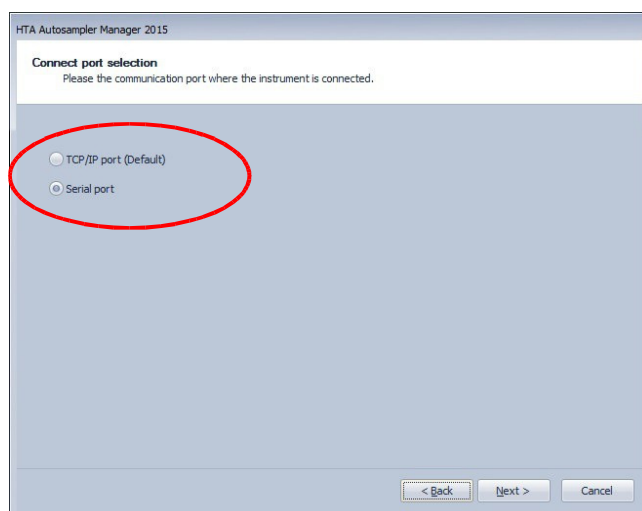 HTA Autosampler Manager 2015
Connect port selection
Please the communication port where the instrument is connected.
TCP/IP port (Default)
Serial port
< Back
Next >
Cancel